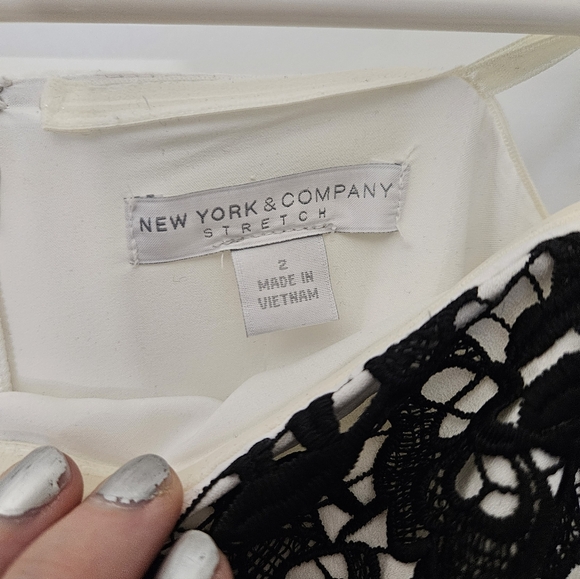 NEW YORK & COMPANY
STRETCH
2
MADE IN
VIETNAM